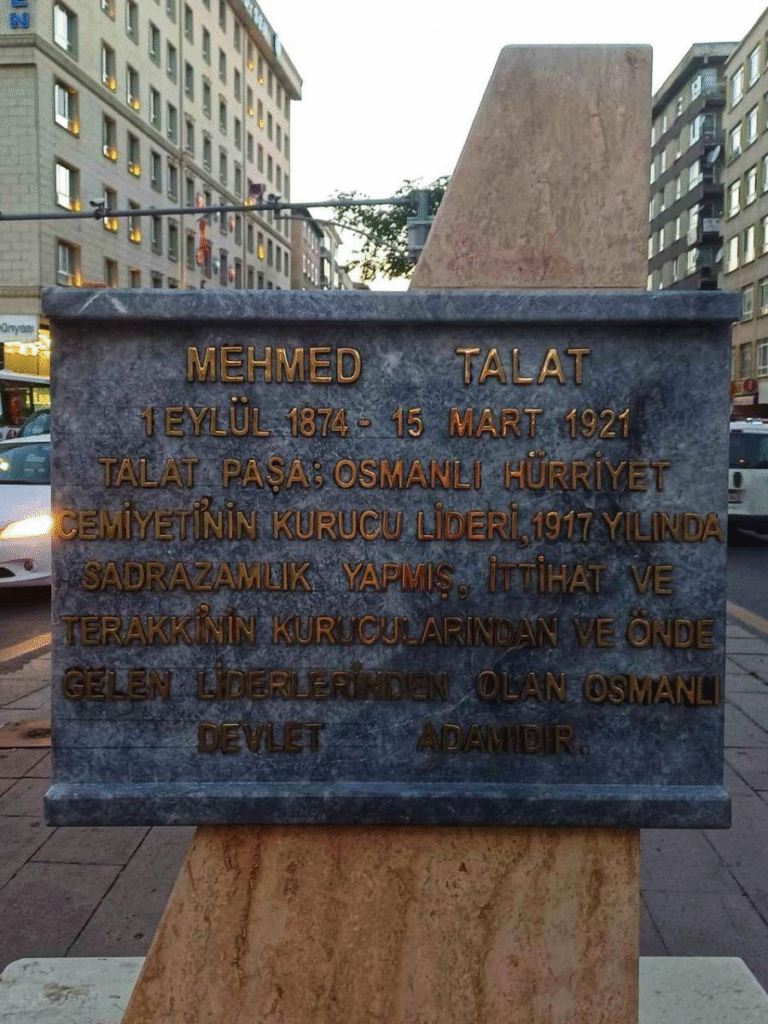 EN
ünyası
MEHMED TALAT
1 EYLÜL 1874 - 15 MART 1921
TALAT PAŞA; OSMANLI HÜRRİYET
CEMİYETİ'NİN KURUCU LİDERİ, 1917 YILINDA
SADRAZAMLIK YAPMIŞ, İTTİHAT VE
TERAKKİ'NİN KURUCULARINDAN VE ÖNDE
GELEN LİDERLERİNDEN OLAN OSMANLI
DEVLET ADAMIDIR.